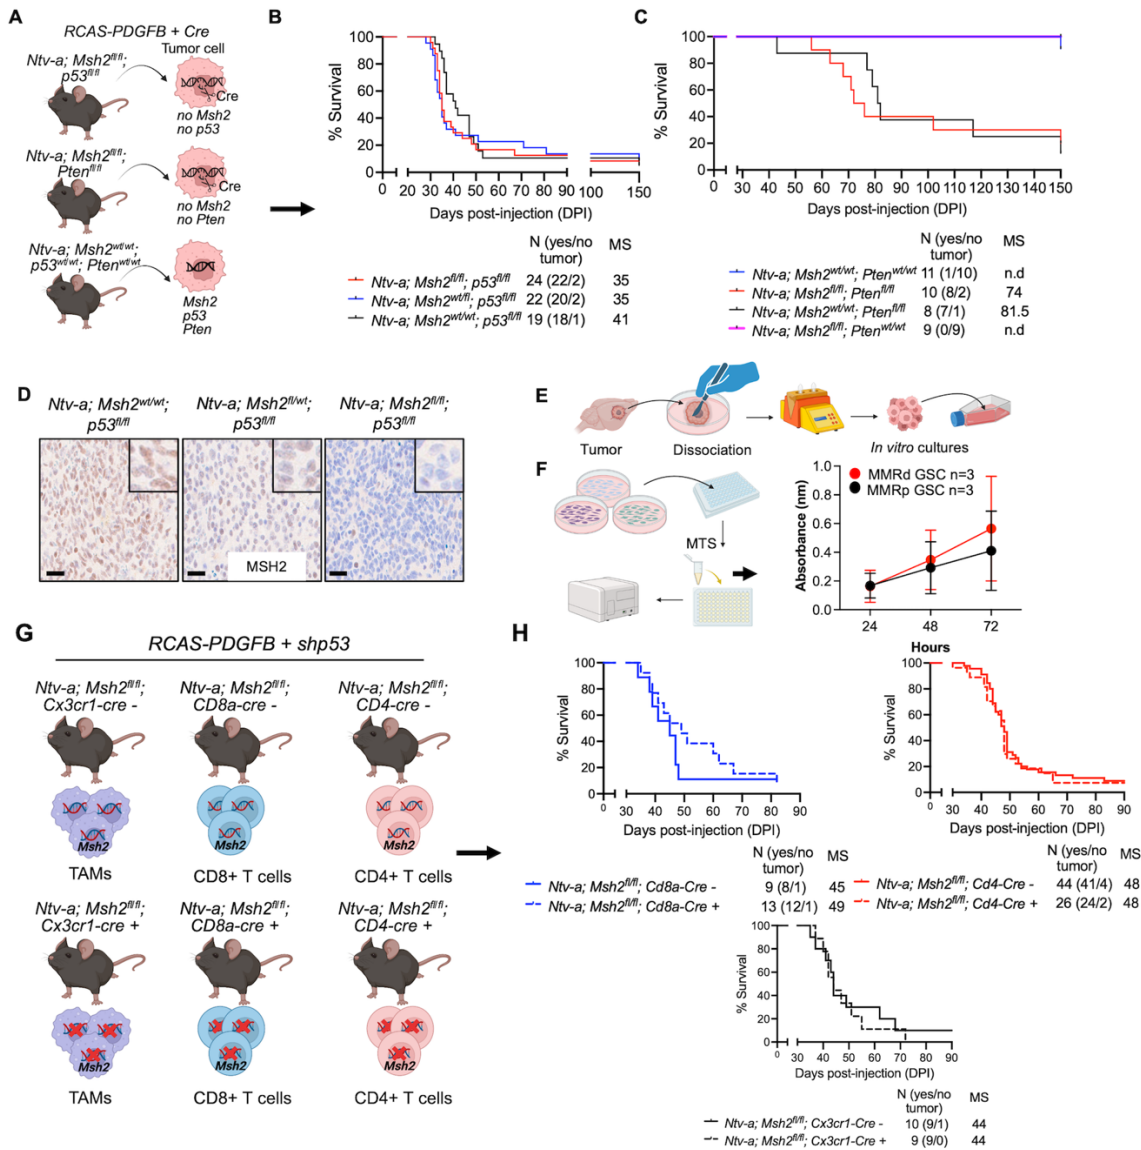 A
RCAS-PDGFB + Cre
Tumor cell
Ntv-a; Msh2fl/fl;
p53fl/fl
Cre
no Msh2
no p53
Ntv-a; Msh2fl/fl;
Ptenfl/fl
Cre
no Msh2
no Pten
Ntv-a; Msh2wt/wt;
p53wt/wt; Ptenwt/wt
Msh2
p53
Pten
B
% Survival
100
80
60
40
20
0
0 20 30 40 50 60 70 80 90 100 150
Days post-injection (DPI)
N (yes/no tumor) MS
Ntv-a; Msh2fl/fl; p53fl/fl 24 (22/2) 35
Ntv-a; Msh2wt/fl; p53fl/fl 22 (20/2) 35
Ntv-a; Msh2wt/wt; p53fl/fl 19 (18/1) 41
C
% Survival
100
80
60
40
20
0
0 30 40 50 60 70 80 90 100 110 120 130 140 150
Days post-injection (DPI)
N (yes/no tumor) MS
Ntv-a; Msh2wt/wt; Ptenwt/wt 11 (1/10) n.d
Ntv-a; Msh2fl/fl; Ptenfl/fl 10 (8/2) 74
Ntv-a; Msh2wt/wt; Ptenfl/fl 8 (7/1) 81.5
Ntv-a; Msh2fl/fl; Ptenwt/wt 9 (0/9) n.d
D
Ntv-a; Msh2wt/wt;
p53fl/fl
Ntv-a; Msh2fl/wt;
p53fl/fl
Ntv-a; Msh2fl/fl;
p53fl/fl
MSH2
E
Tumor
Dissociation
In vitro cultures
F
MTS
Absorbance (nm)
1.0
0.8
0.6
0.4
0.2
0.0
MMRd GSC n=3
MMRp GSC n=3
24 48 72
Hours
G
RCAS-PDGFB + shp53
Ntv-a; Msh2fl/fl;
Cx3cr1-cre -
Ntv-a; Msh2fl/fl;
CD8a-cre -
Ntv-a; Msh2fl/fl;
CD4-cre -
Msh2
Msh2
Msh2
TAMs
CD8+ T cells
CD4+ T cells
Ntv-a; Msh2fl/fl;
Cx3cr1-cre +
Ntv-a; Msh2fl/fl;
CD8a-cre +
Ntv-a; Msh2fl/fl;
CD4-cre +
Msh2
Msh2
Msh2
TAMs
CD8+ T cells
CD4+ T cells
H
% Survival
100
80
60
40
20
0
0 30 40 50 60 70 80 90
Days post-injection (DPI)
N (yes/no tumor) MS
Ntv-a; Msh2fl/fl; Cd8a-Cre - 9 (8/1) 45
Ntv-a; Msh2fl/fl; Cd8a-Cre + 13 (12/1) 49
% Survival
100
80
60
40
20
0
0 30 40 50 60 70 80 90
Days post-injection (DPI)
N (yes/no tumor) MS
Ntv-a; Msh2fl/fl; Cd4-Cre - 44 (41/4) 48
Ntv-a; Msh2fl/fl; Cd4-Cre + 26 (24/2) 48
% Survival
100
80
60
40
20
0
0 30 40 50 60 70 80 90
Days post-injection (DPI)
N (yes/no tumor) MS
Ntv-a; Msh2fl/fl; Cx3cr1-Cre - 10 (9/1) 44
Ntv-a; Msh2fl/fl; Cx3cr1-Cre + 9 (9/0) 44